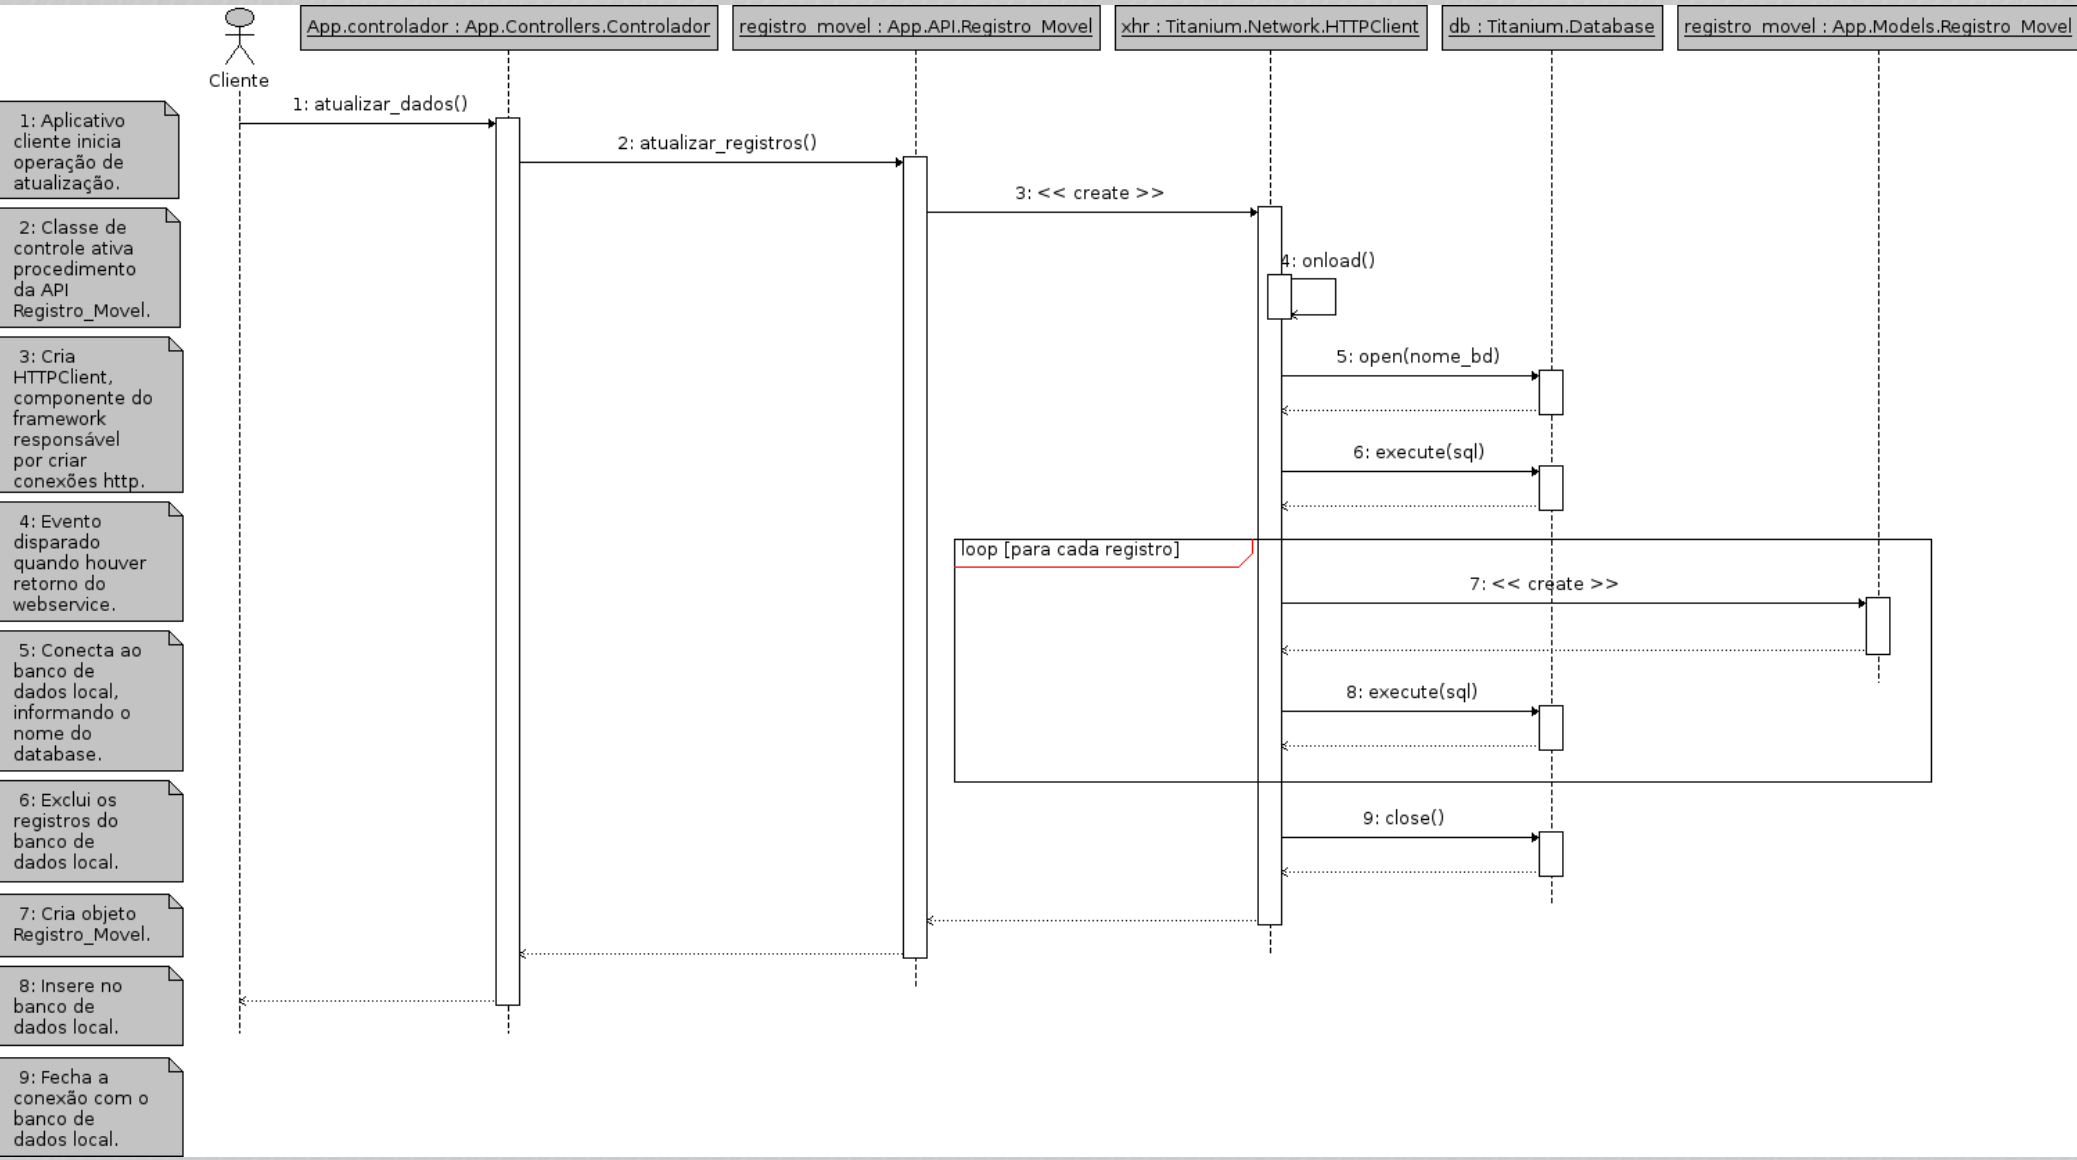 App.controlador : App.Controllers.Controlador
registro_movel : App.API.Registro_Movel
xhr : Titanium.Network.HTTPClient
db : Titanium.Database
registro_movel : App.Models.Registro_Movel
Cliente
1: atualizar_dados()
2: atualizar_registros()
3: << create >>
4: onload()
5: open(nome_bd)
6: execute(sql)
loop [para cada registro]
7: << create >>
8: execute(sql)
9: close()
1: Aplicativo
cliente inicia
operação de
atualização.
2: Classe de
controle ativa
procedimento
da API
Registro_Movel.
3: Cria
HTTPClient,
componente do
framework
responsável
por criar
conexões http.
4: Evento
disparado
quando houver
retorno do
webservice.
5: Conecta ao
banco de
dados local,
informando o
nome do
database.
6: Exclui os
registros do
banco de
dados local.
7: Cria objeto
Registro_Movel.
8: Insere no
banco de
dados local.
9: Fecha a
conexão com o
banco de
dados local.